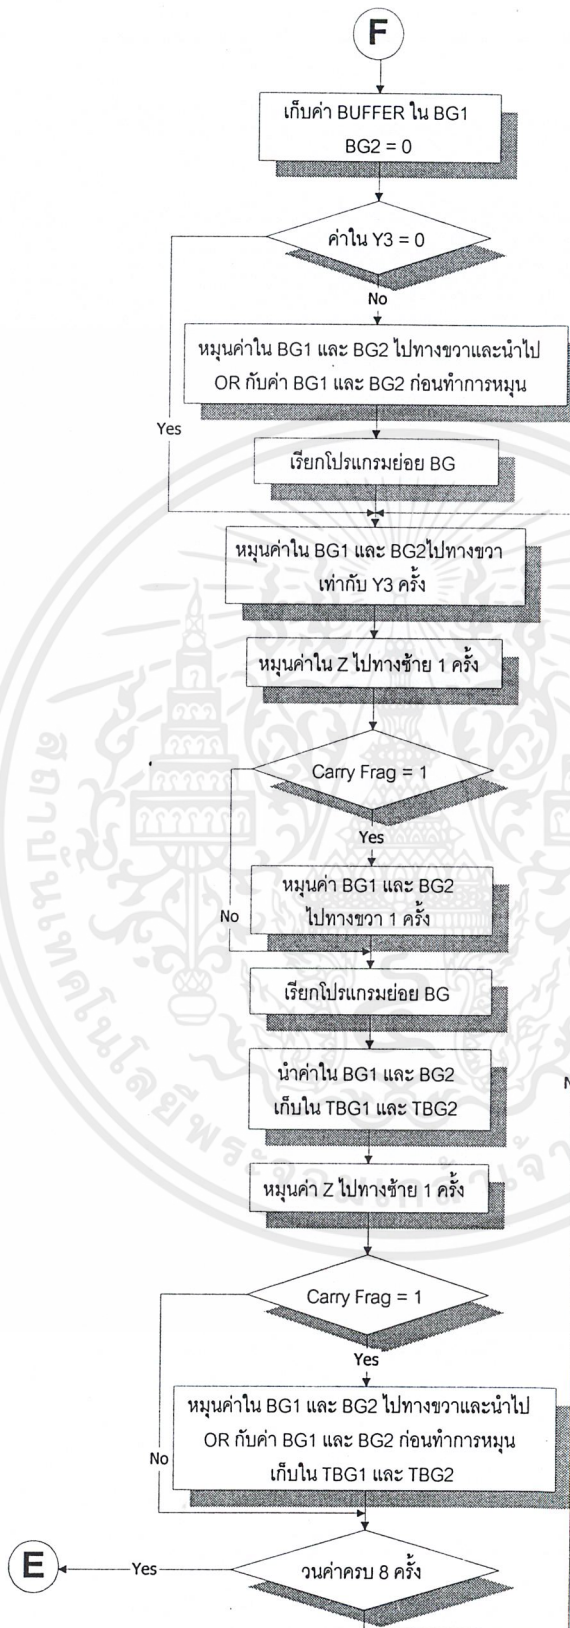 F
เก็บค่า BUFFER ใน BG1
BG2 = 0
ค่าใน Y3 = 0
No
หมุนค่าใน BG1 และ BG2 ไปทางขวาและนำไป
OR กับค่า BG1 และ BG2 ก่อนทำการหมุน
Yes
เรียกโปรแกรมย่อย BG
หมุนค่าใน BG1 และ BG2ไปทางขวา
เท่ากับ Y3 ครั้ง
หมุนค่าใน Z ไปทางซ้าย 1 ครั้ง
Carry Frag = 1
Yes
หมุนค่า BG1 และ BG2
ไปทางขวา 1 ครั้ง
No
เรียกโปรแกรมย่อย BG
นำค่าใน BG1 และ BG2
เก็บใน TBG1 และ TBG2
หมุนค่า Z ไปทางซ้าย 1 ครั้ง
Carry Frag = 1
Yes
หมุนค่าใน BG1 และ BG2 ไปทางขวาและนำไป
OR กับค่า BG1 และ BG2 ก่อนทำการหมุน
เก็บใน TBG1 และ TBG2
No
E
Yes
วนค่าครบ 8 ครั้ง